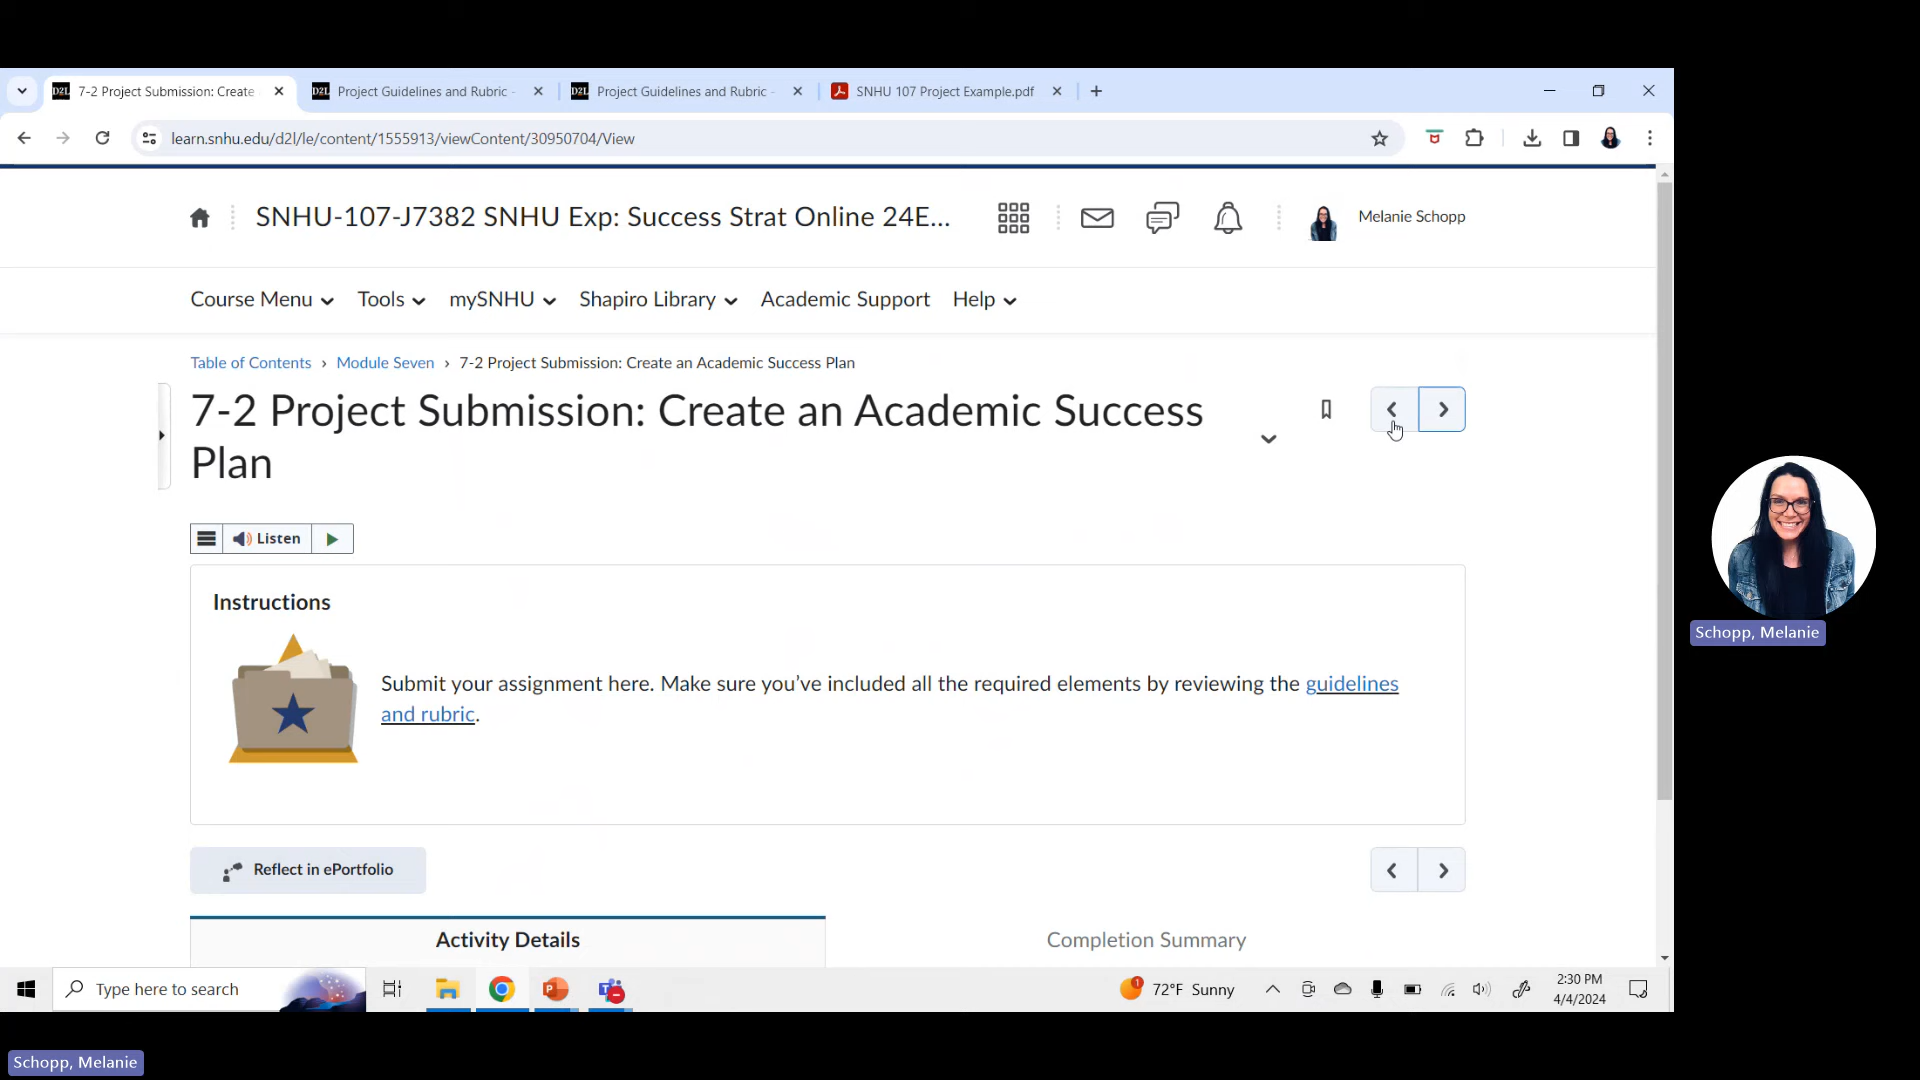 D2L 7-2 Project Submission: Create
D2L Project Guidelines and Rubric -
D2L Project Guidelines and Rubric -
SNHU 107 Project Example.pdf
learn.snhu.edu/d2l/le/content/1555913/viewContent/30950704/View
SNHU-107-J7382 SNHU Exp: Success Strat Online 24E...
Melanie Schopp
Course Menu
Tools
mySNHU
Shapiro Library
Academic Support
Help
Table of Contents › Module Seven › 7-2 Project Submission: Create an Academic Success Plan
7-2 Project Submission: Create an Academic Success
Plan
Listen
Instructions
Submit your assignment here. Make sure you've included all the required elements by reviewing the guidelines
and rubric.
Reflect in ePortfolio
Activity Details
Completion Summary
Schopp, Melanie
Type here to search
1
72°F Sunny
2:30 PM
4/4/2024
Schopp, Melanie